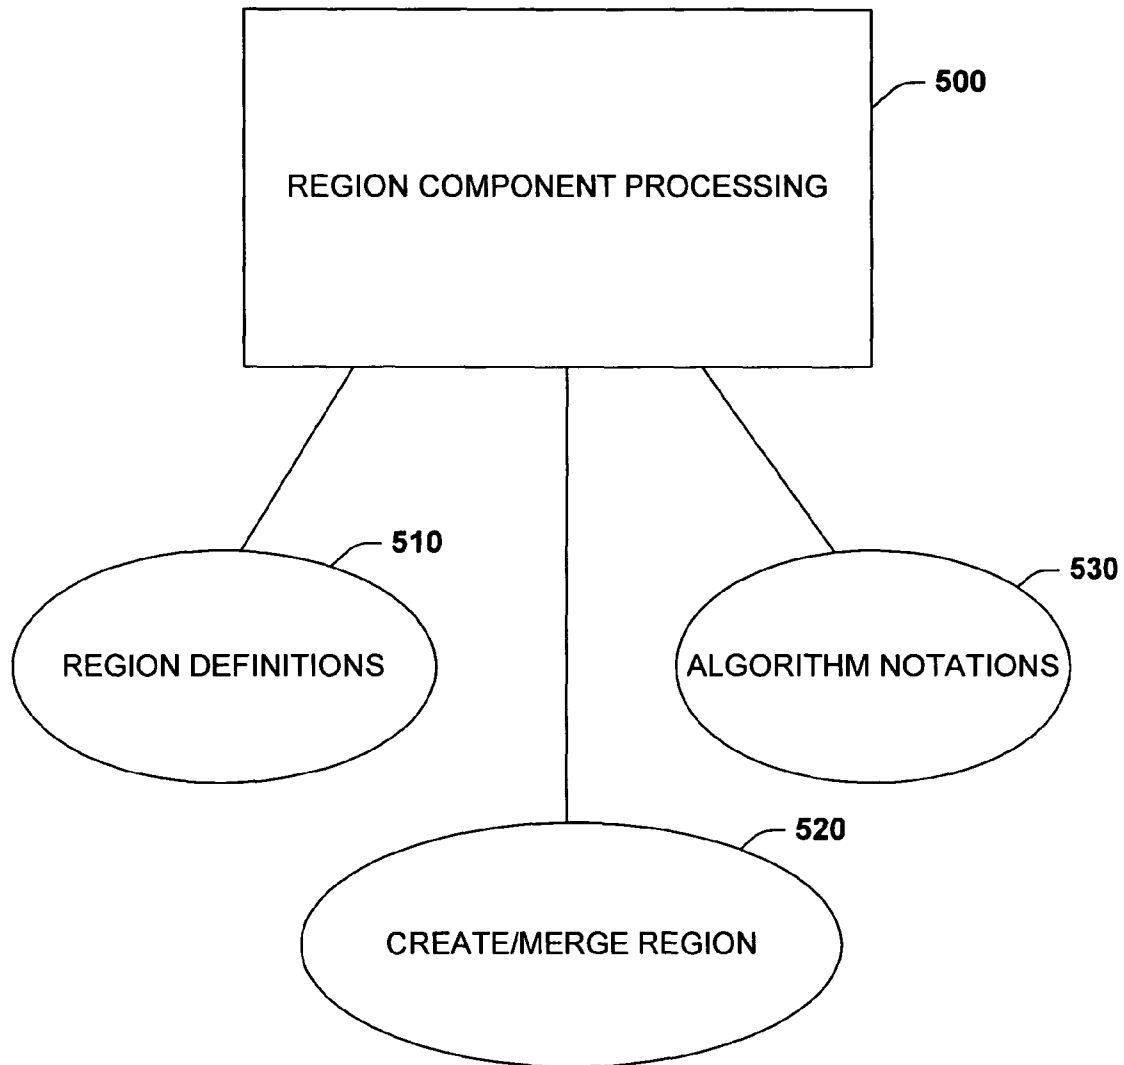 500
REGION COMPONENT PROCESSING
510
530
REGION DEFINITIONS
ALGORITHM NOTATIONS
520
CREATE/MERGE REGION